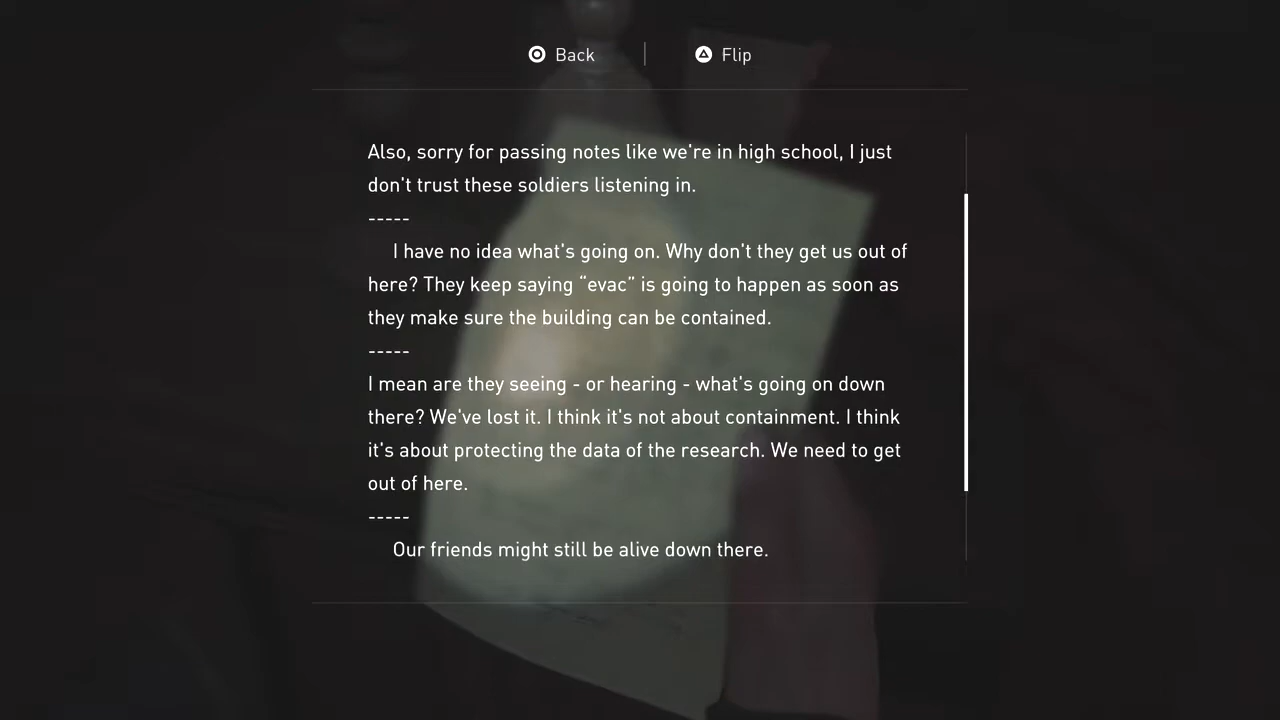 Back
Flip
Also, sorry for passing notes like we're in high school, I just
don't trust these soldiers listening in.
-----
I have no idea what's going on. Why don't they get us out of
here? They keep saying “evac” is going to happen as soon as
they make sure the building can be contained.
-----
I mean are they seeing - or hearing - what's going on down
there? We've lost it. I think it's not about containment. I think
it's about protecting the data of the research. We need to get
out of here.
-----
Our friends might still be alive down there.